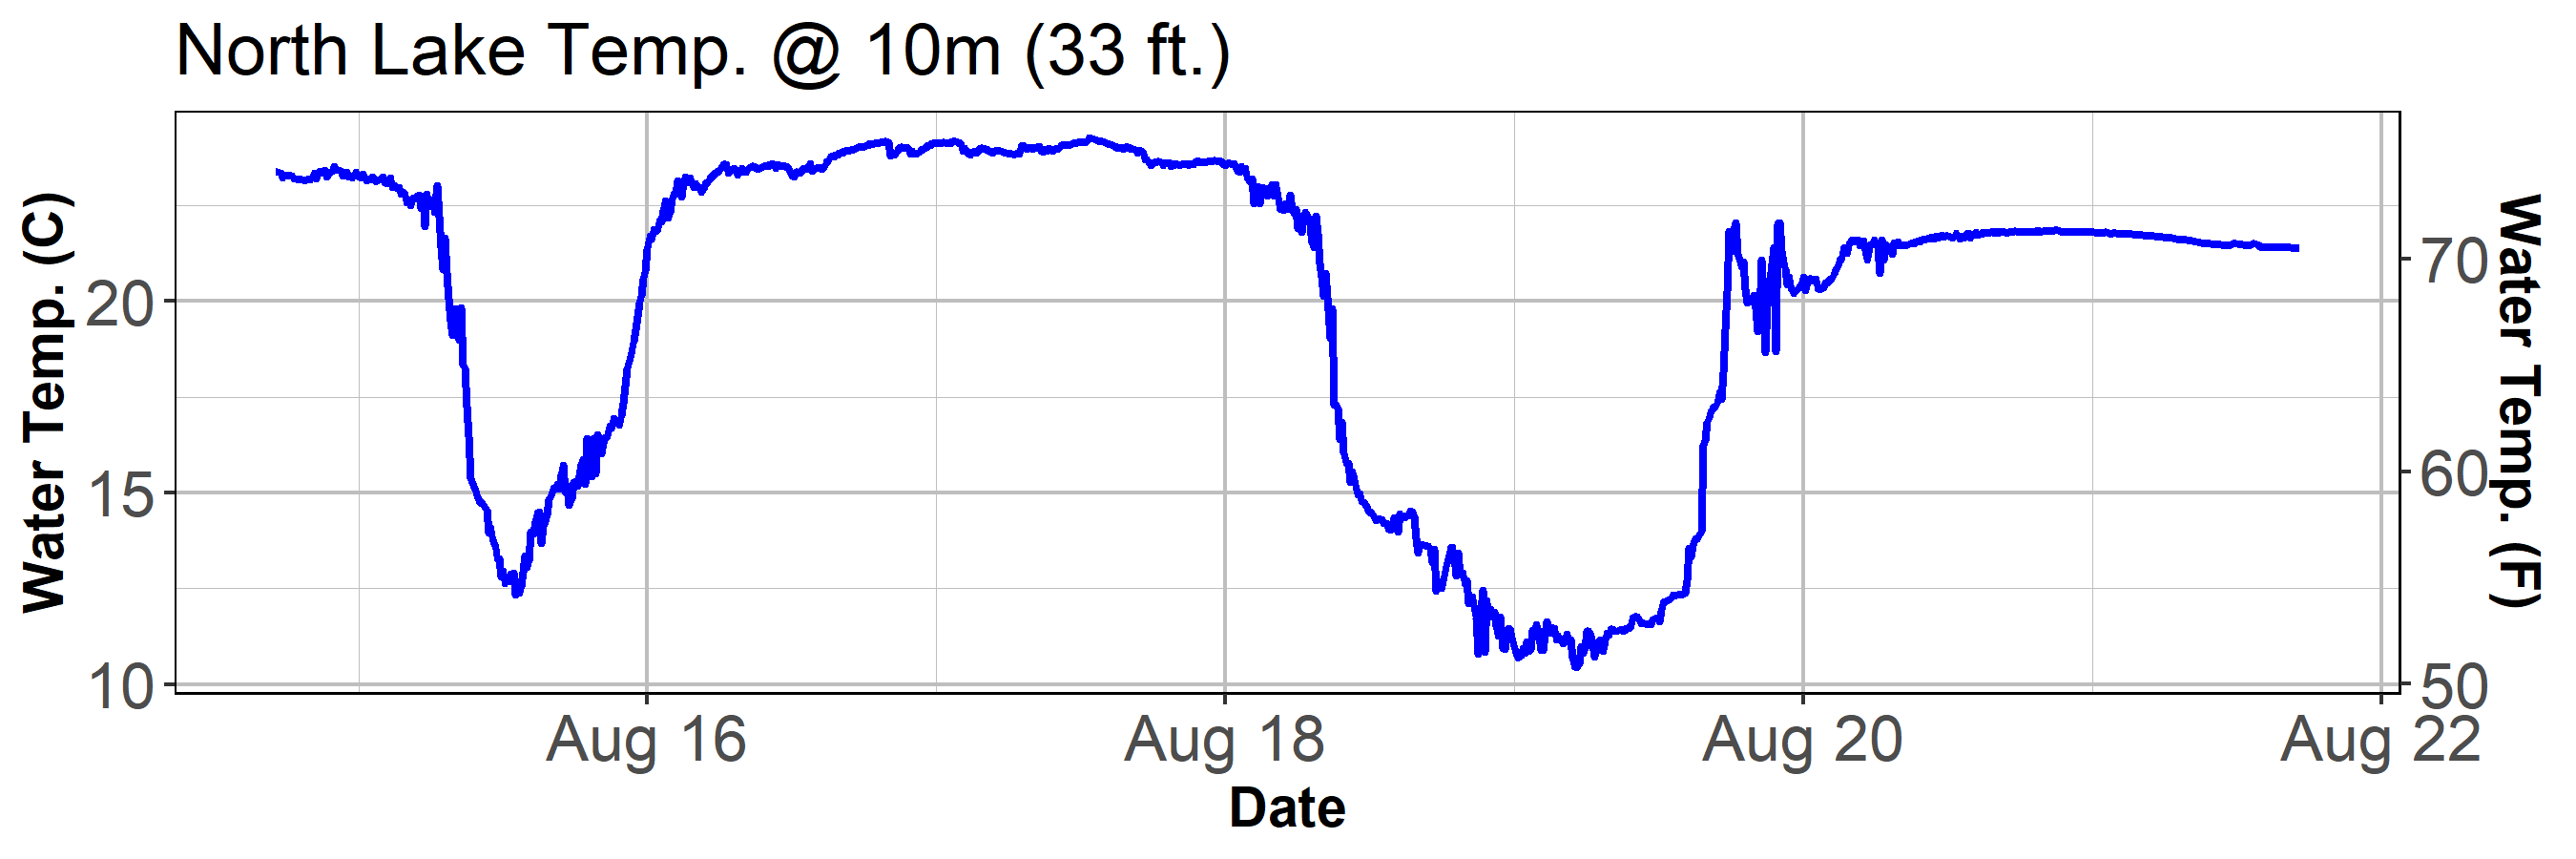 North Lake Temp. @ 10m (33 ft.)
Water Temp. (C)
20
15
10
70
60
50
Water Temp. (F)
Aug 16 Aug 18 Aug 20 Aug 22
Date